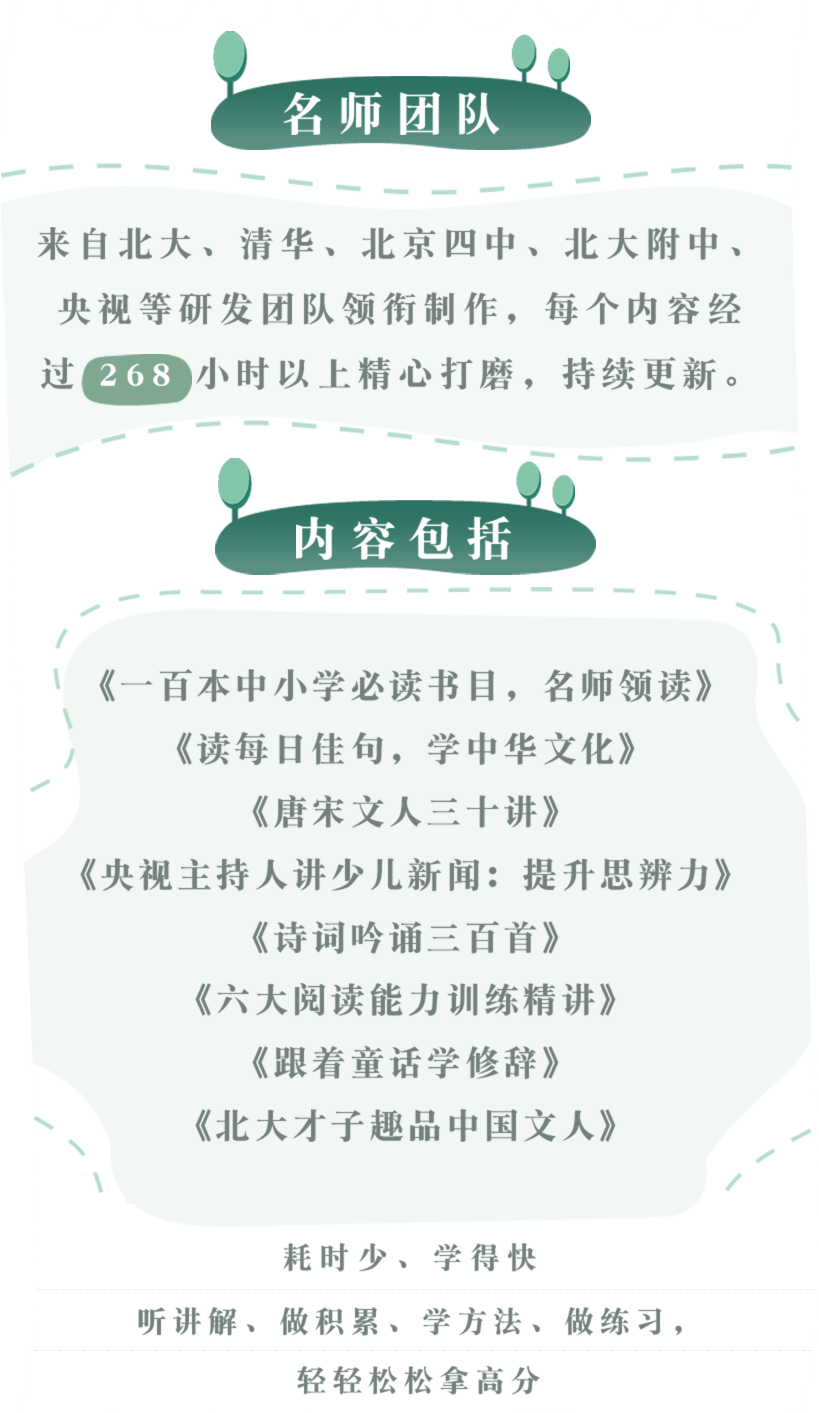 名师团队
来自北大、清华、北京四中、北大附中、
央视等研发团队领衔制作，每个内容经
过268小时以上精心打磨，持续更新。
内容包括
《一百本中小学必读书目，名师领读》
《读每日佳句，学中华文化》
《唐宋文人三十讲》
《央视主持人讲少儿新闻：提升思辨力》
《诗词吟诵三百首》
《六大阅读能力训练精讲》
《跟着童话学修辞》
《北大才子趣品中国文人》
耗时少、学得快
听讲解、做积累、学方法、做练习，
轻轻松松拿高分